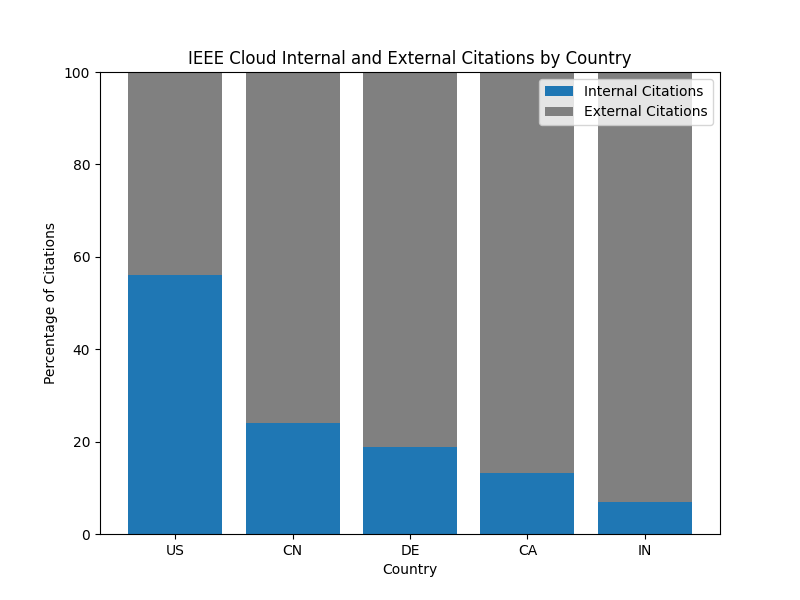 IEEE Cloud Internal and External Citations by Country
Internal Citations
External Citations
Percentage of Citations
100
80
60
40
20
0
US CN DE CA IN
Country